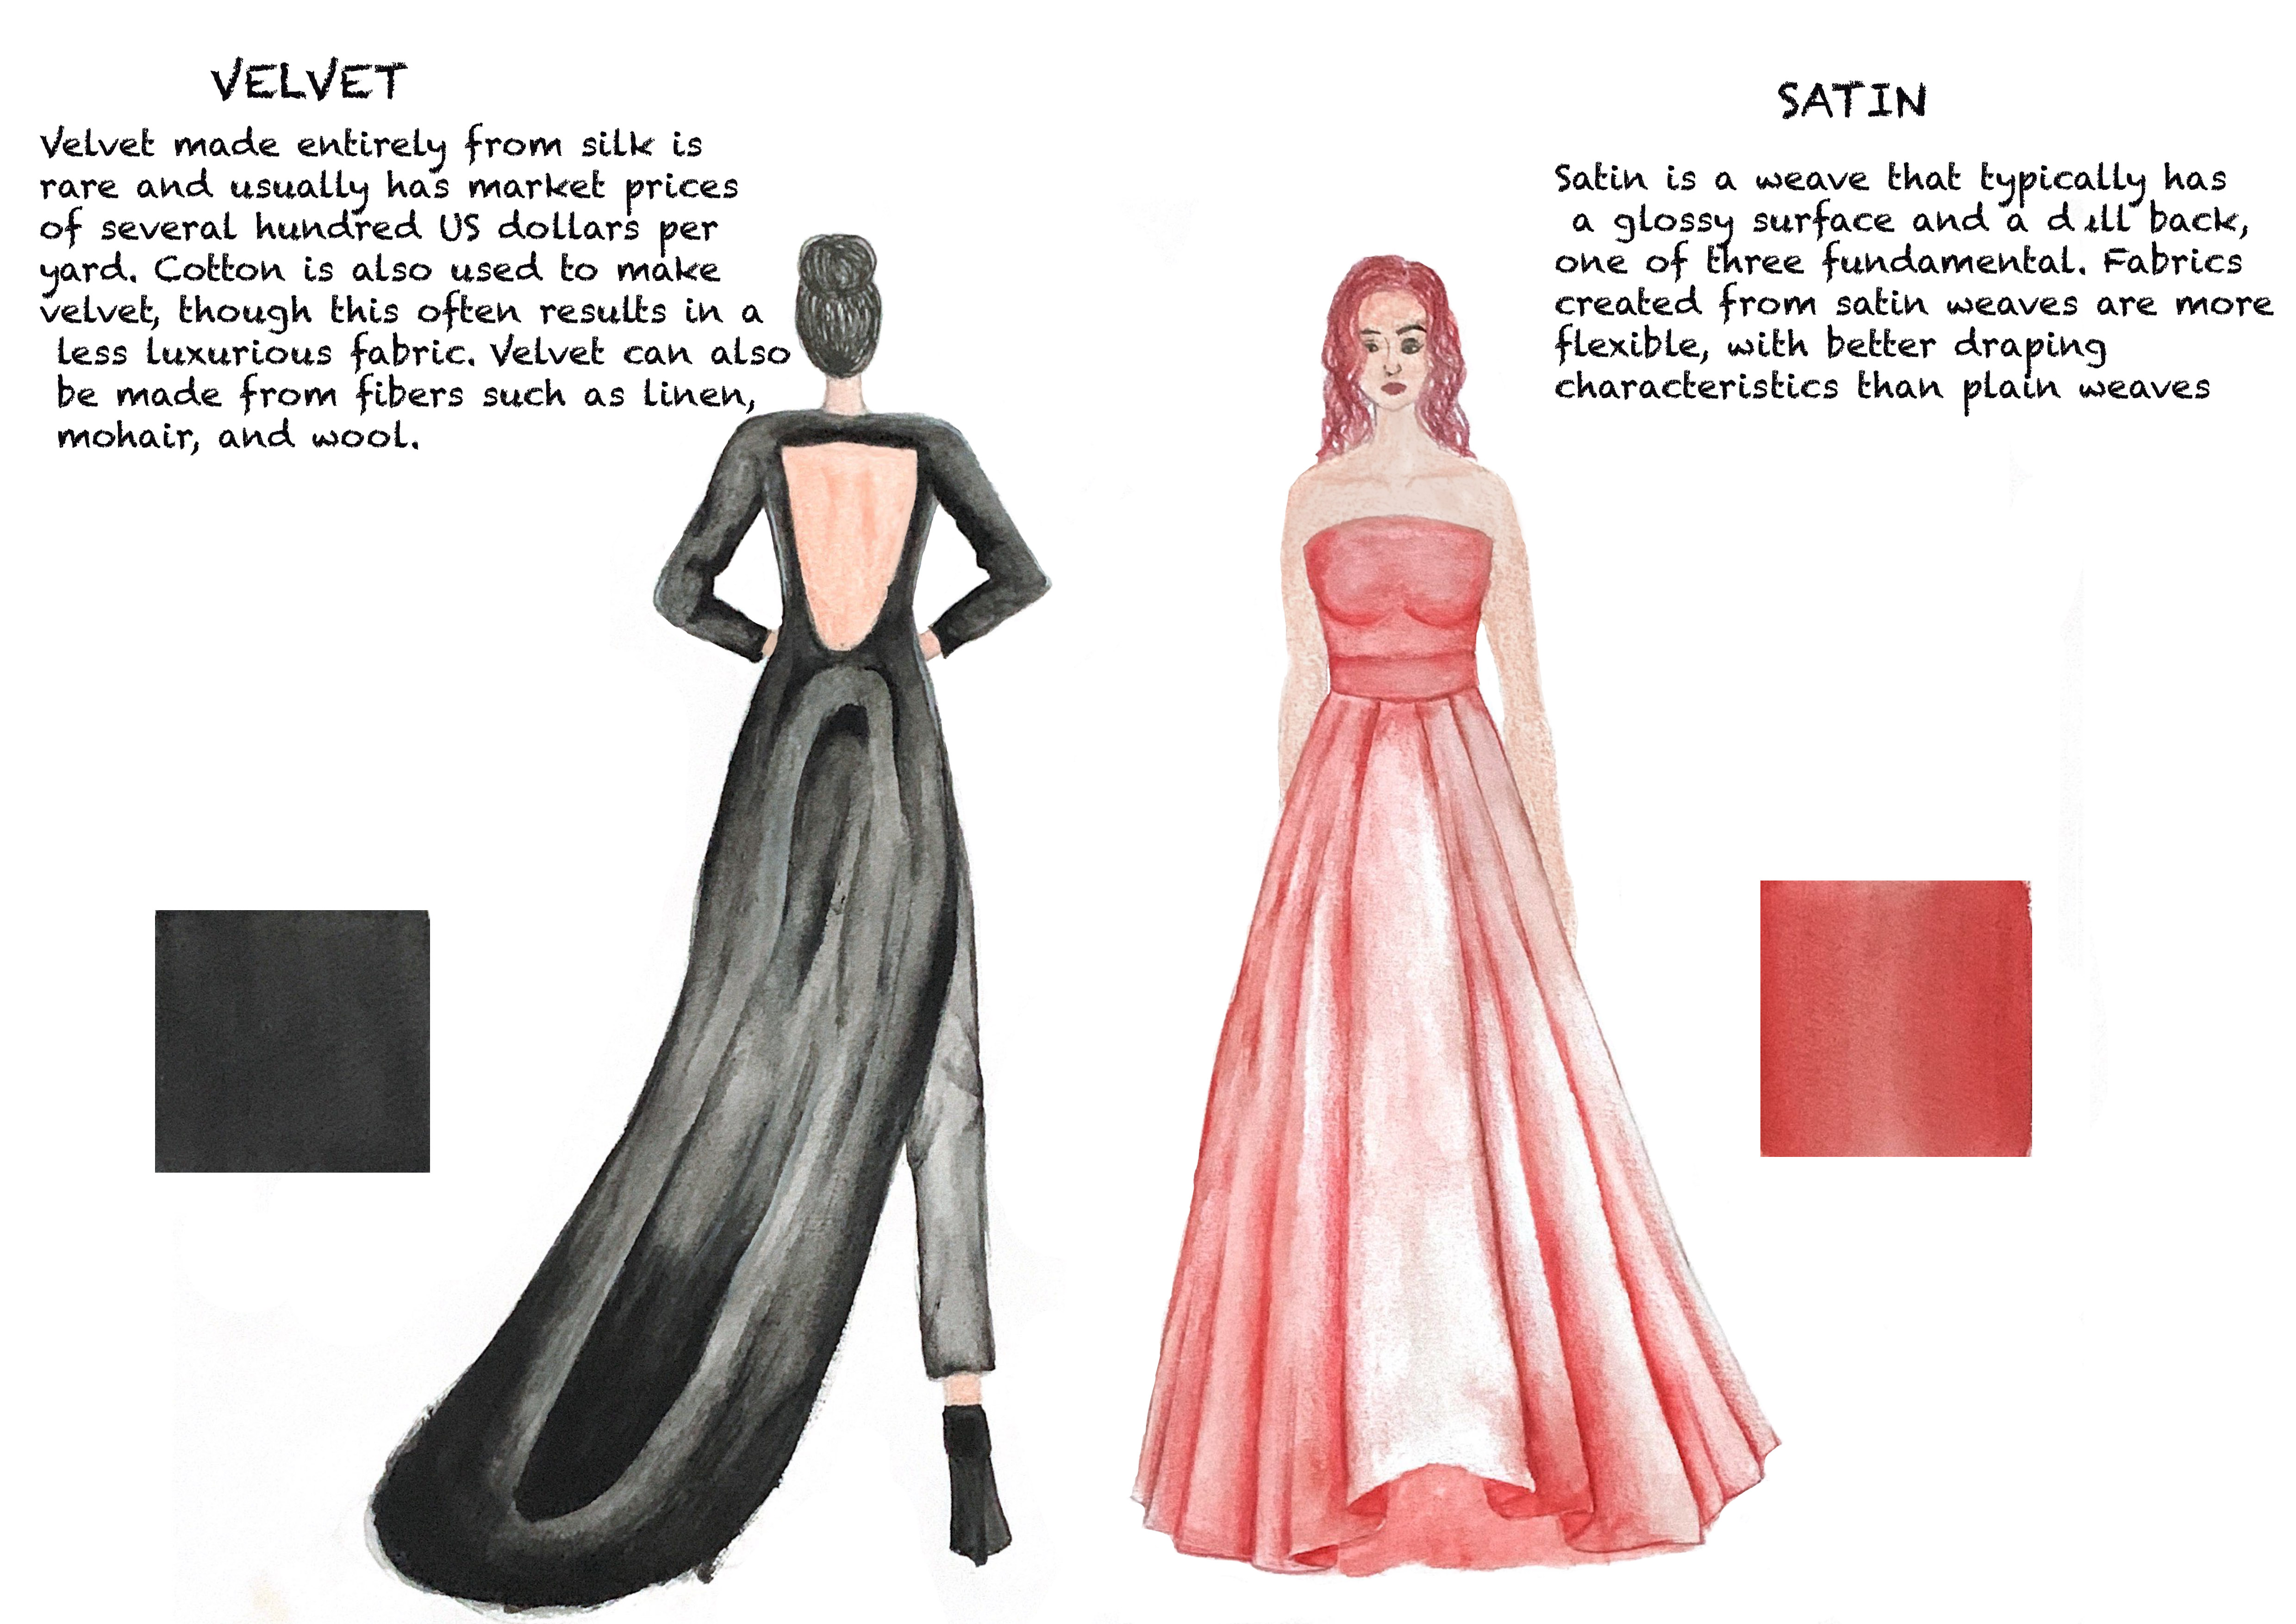 VELVET
Velvet made entirely from silk is
rare and usually has market prices
of several hundred US dollars per
yard. Cotton is also used to make
velvet, though this often results in a
less luxurious fabric. Velvet can also
be made from fibers such as linen,
mohair, and wool.
SATIN
Satin is a weave that typically has
a glossy surface and a dull back,
one of three fundamental. Fabrics
created from satin weaves are more
flexible, with better draping
characteristics than plain weaves